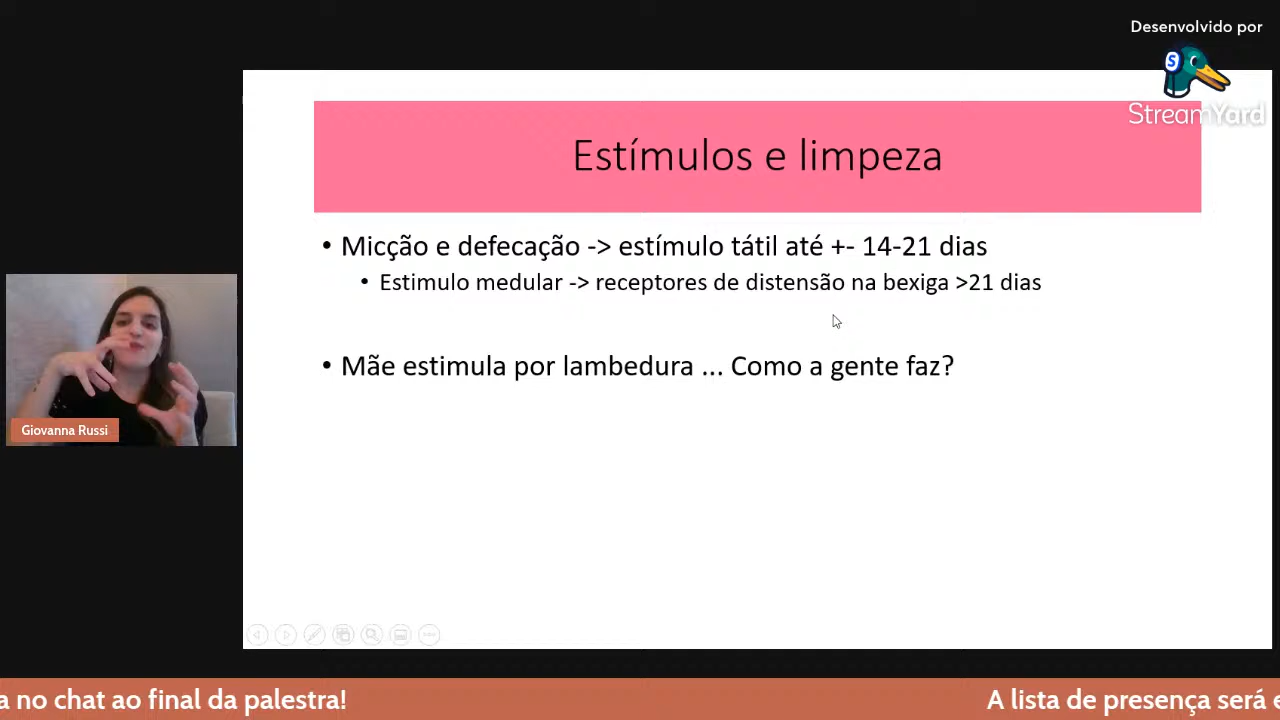 Desenvolvido por
StreamYard
Estímulos e limpeza
• Micção e defecação -> estímulo tátil até +- 14-21 dias
• Estimulo medular -> receptores de distensão na bexiga >21 dias
• Mãe estimula por lambedura ... Como a gente faz?
Giovanna Russi
a no chat ao final da palestra! A lista de presença será e